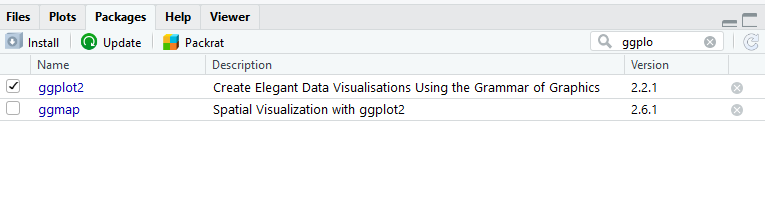 Files Plots Packages Help Viewer
Install Update Packrat ggplo
Name Description Version
ggplot2 Create Elegant Data Visualisations Using the Grammar of Graphics 2.2.1
ggmap Spatial Visualization with ggplot2 2.6.1